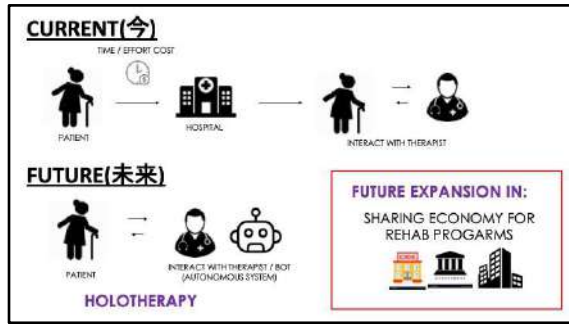 CURRENT(今)
TIME / EFFORT COST
PATIENT
HOSPITAL
INTERACT WITH THERAPIST
FUTURE(未来)
PATIENT
INTERACT WITH THERAPIST / BOT
(AUTONOMOUS SYSTEM)
HOLOTHERAPY
FUTURE EXPANSION IN:
SHARING ECONOMY FOR
REHAB PROGARMS